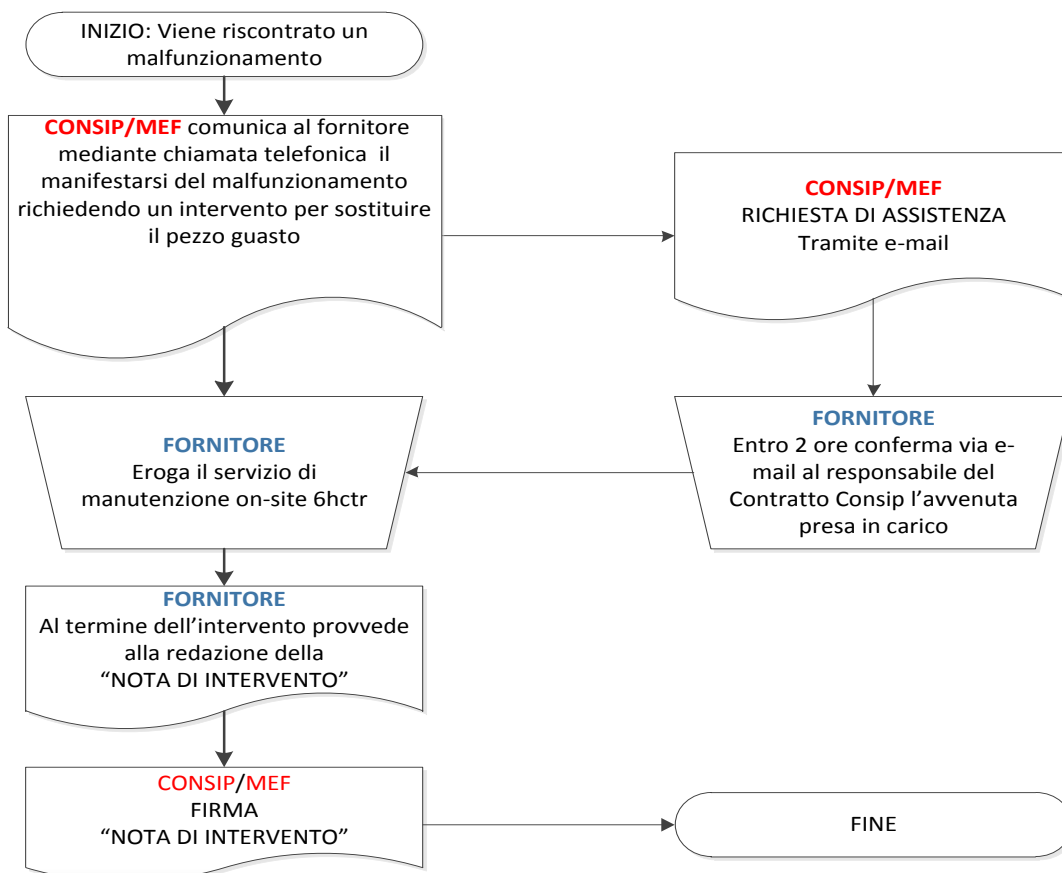 INIZIO: Viene riscontrato un
malfunzionamento
CONSIP/MEF comunica al fornitore
mediante chiamata telefonica il
manifestarsi del malfunzionamento
richiedendo un intervento per sostituire
il pezzo guasto
CONSIP/MEF
RICHIESTA DI ASSISTENZA
Tramite e-mail
FORNITORE
Eroga il servizio di
manutenzione on-site 6hctr
FORNITORE
Entro 2 ore conferma via e-
mail al responsabile del
Contratto Consip l’avvenuta
presa in carico
FORNITORE
Al termine dell’intervento provvede
alla redazione della
“NOTA DI INTERVENTO”
CONSIP/MEF
FIRMA
“NOTA DI INTERVENTO”
FINE